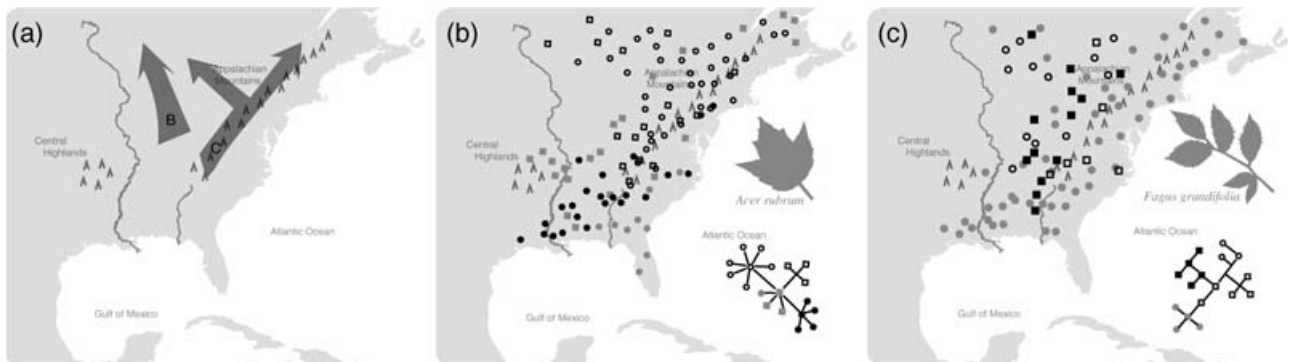 (a)
Appalachian
Mountains
B
C
Central
Highlands
Atlantic Ocean
Gulf of Mexico
(b)
Appalachian
Mountains
Central
Highlands
Acer rubrum
Atlantic Ocean
Gulf of Mexico
(c)
Appalachian
Mountains
Central
Highlands
Fagus grandifolia
Atlantic Ocean
Gulf of Mexico